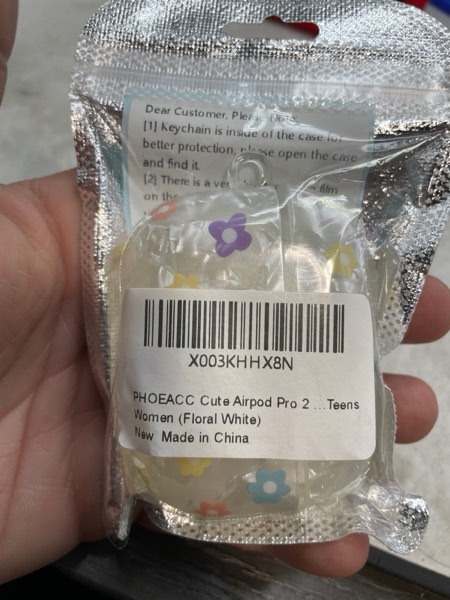 Dear Customer,
[1] Keychain is inside of the case for
better protection, please open the case
and find it.
[2] There is a film
on the
X003KHHX8N
PHOEACC Cute Airpod Pro 2 ...Teens
Women (Floral White)
New Made in China